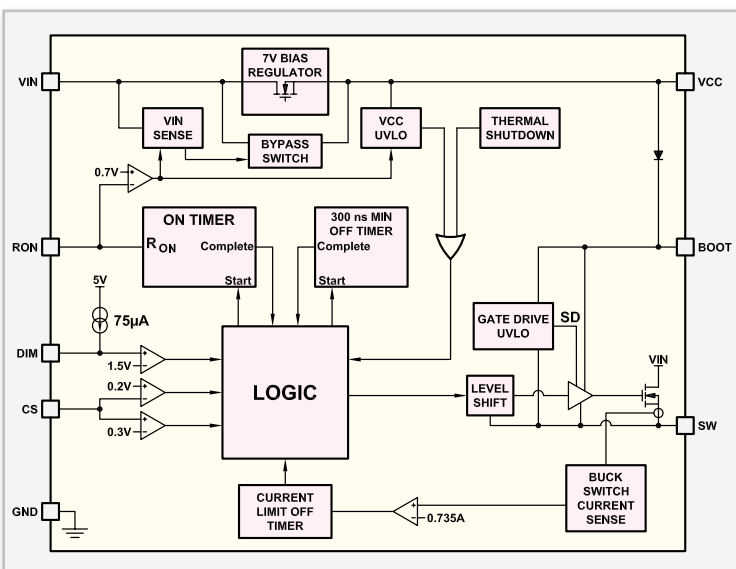 7V BIAS
REGULATOR
VIN
VCC
VIN
SENSE
BYPASS
SWITCH
VCC
UVLO
THERMAL
SHUTDOWN
0.7V
+
−
RON
ON TIMER
RON
Complete
Start
300 ns MIN
OFF TIMER
Complete
Start
BOOT
5V
75µA
GATE DRIVE
UVLO
SD
DIM
+
−
1.5V
0.2V
+
−
CS
+
−
0.3V
LOGIC
LEVEL
SHIFT
VIN
SW
GND
CURRENT
LIMIT OFF
TIMER
+
−
0.735A
BUCK
SWITCH
CURRENT
SENSE